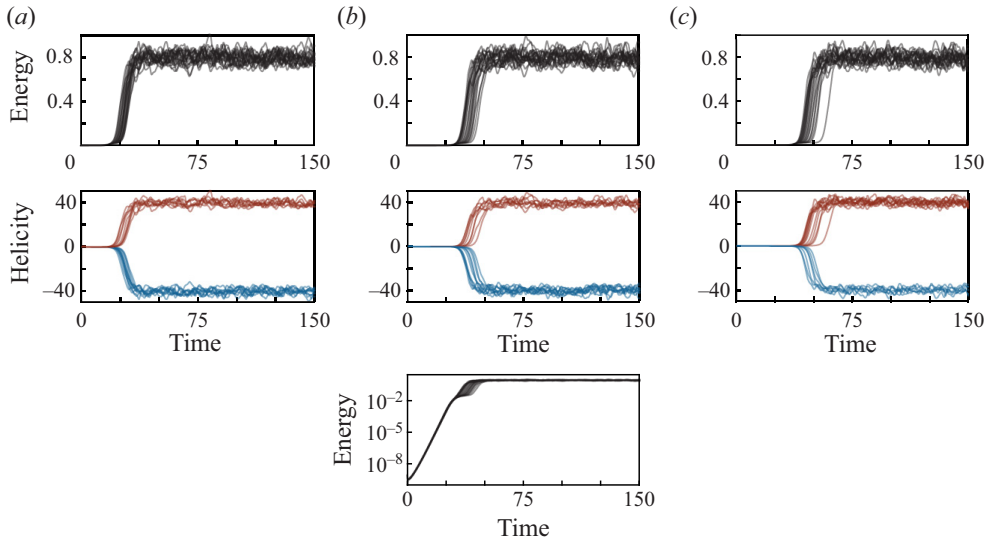 (a) (b) (c)
Energy
0.8 0.8 0.8
0.4 0.4 0.4
0 75 150 0 75 150 0 75 150
Helicity
40 40 40
0 0 0
–40 –40 –40
0 75 150 0 75 150 0 75 150
Time Time Time
Energy
10–2
10–5
10–8
0 75 150
Time